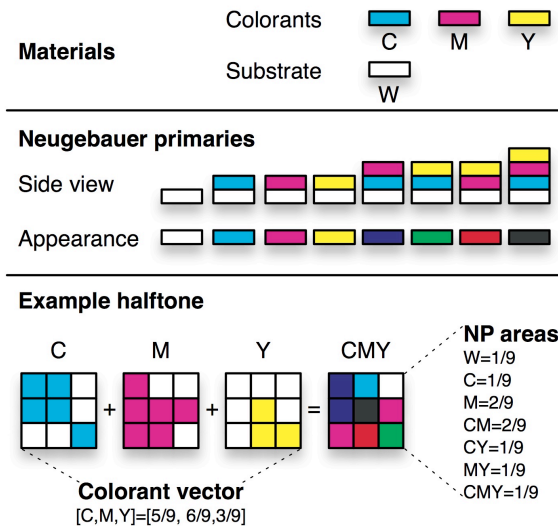 Materials
Colorants
C M Y
Substrate
W
Neugebauer primaries
Side view
Appearance
Example halftone
C M Y CMY
+ + =
Colorant vector
[C,M,Y]=[5/9, 6/9,3/9]
NP areas
W=1/9
C=1/9
M=2/9
CM=2/9
CY=1/9
MY=1/9
CMY=1/9